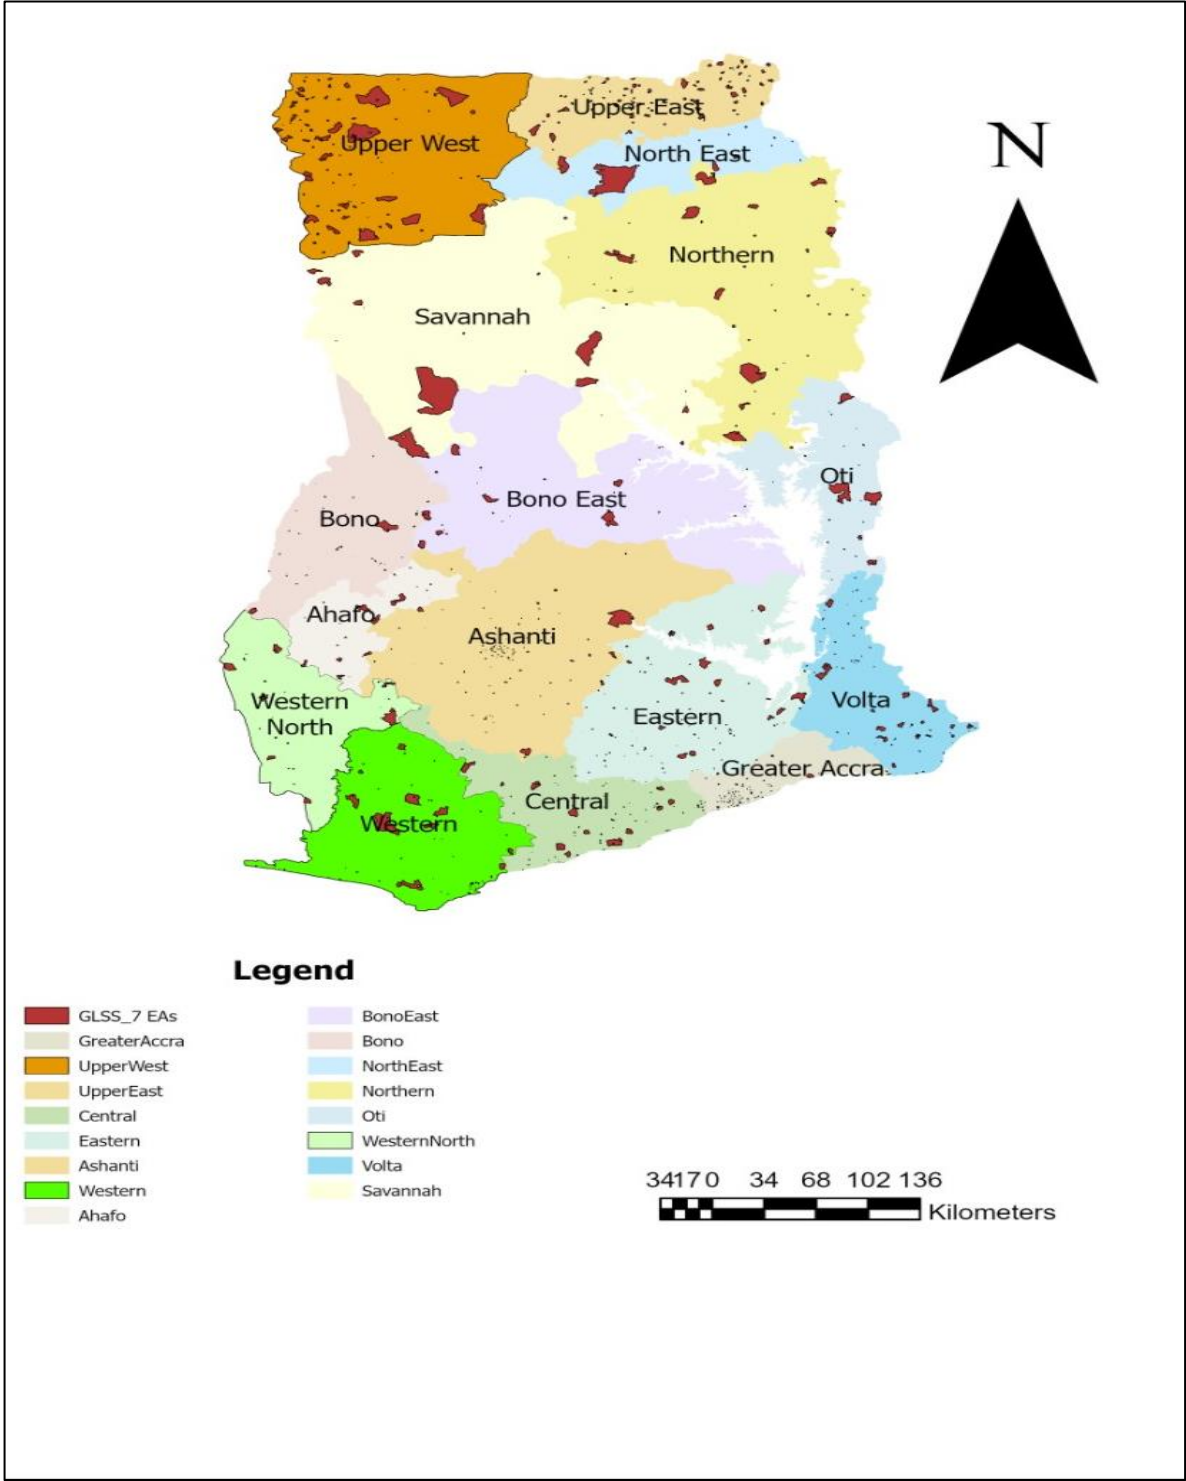 Upper East
Upper West
North East
N
Northern
Savannah
Oti
Bono East
Bono
Ahafo
Ashanti
Western
North
Volta
Eastern
Greater Accra
Central
Western
Legend
GLSS_7 EAs
GreaterAccra
UpperWest
UpperEast
Central
Eastern
Ashanti
Western
Ahafo
BonoEast
Bono
NorthEast
Northern
Oti
WesternNorth
Volta
Savannah
34170 34 68 102 136
Kilometers